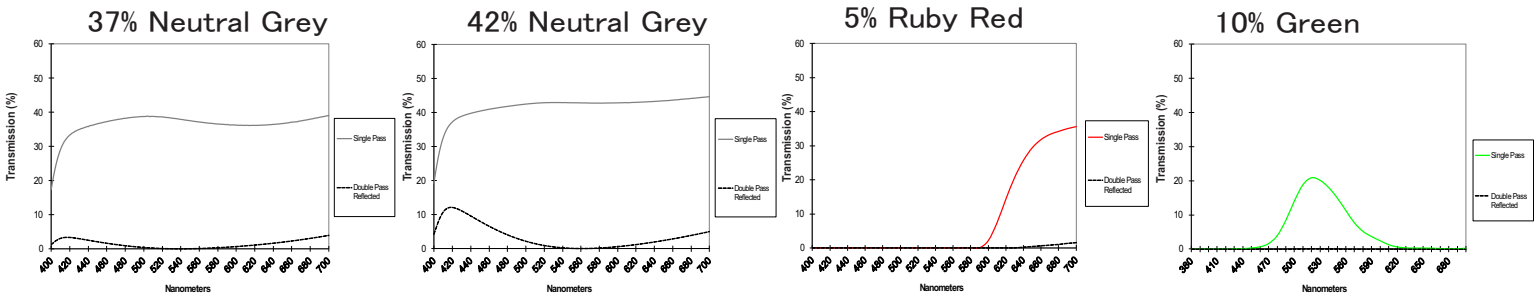 37% Neutral Grey
Transmission (%)
60
50
40
30
20
10
0
400 420 440 460 480 500 520 540 560 580 600 620 640 660 680 700
Nanometers
Single Pass
Double Pass
Reflected
42% Neutral Grey
Transmission (%)
60
50
40
30
20
10
0
400 420 440 460 480 500 520 540 560 580 600 620 640 660 680 700
Nanometers
Single Pass
Double Pass
Reflected
5% Ruby Red
Transmission (%)
60
50
40
30
20
10
0
400 420 440 460 480 500 520 540 560 580 600 620 640 660 680 700
Nanometers
Single Pass
Double Pass
Reflected
10% Green
Transmission (%)
60
50
40
30
20
10
0
380 410 440 470 500 530 560 590 620 650 680
Nanometers
Single Pass
Double Pass
Reflected